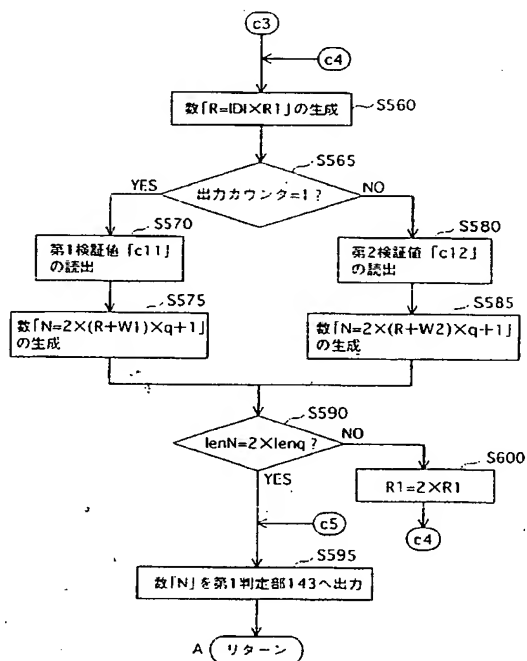 c3
c4
数「R=IDI×R1」の生成
S560
S565
出力カウンタ=1?
YES
NO
S570
第1検証値「c11」
の読出
S580
第2検証値「c12」
の読出
S575
数「N=2×(R+W1)×q+1」
の生成
S585
数「N=2×(R+W2)×q+1」
の生成
S590
lenN=2×lenq?
NO
YES
S600
R1=2×R1
c4
c5
S595
数「N」を第1判定部143へ出力
A
リターン